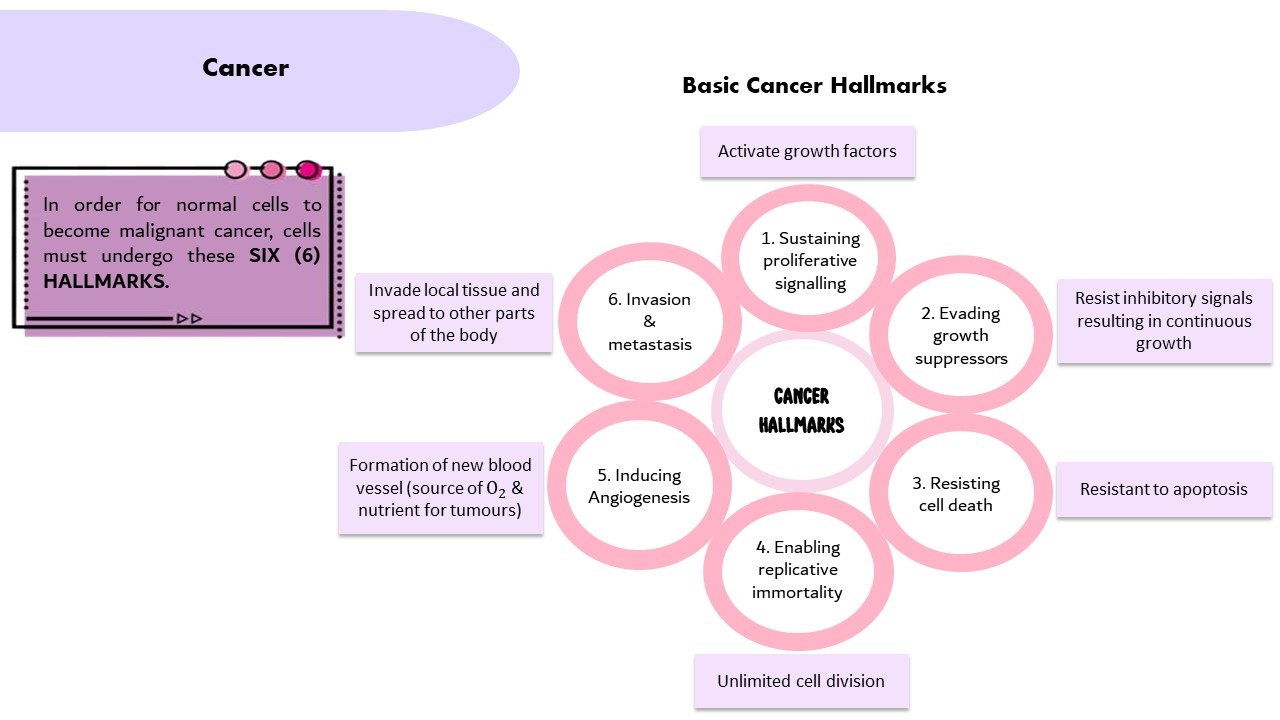 Cancer
Basic Cancer Hallmarks
In order for normal cells to
become malignant cancer, cells
must undergo these SIX (6)
HALLMARKS.
Activate growth factors
1. Sustaining
proliferative
signalling
Resist inhibitory signals
resulting in continuous
growth
2. Evading
growth
suppressors
Resistant to apoptosis
3. Resisting
cell death
4. Enabling
replicative
immortality
Unlimited cell division
Formation of new blood
vessel (source of O₂ &
nutrient for tumours)
5. Inducing
Angiogenesis
Invade local tissue and
spread to other parts
of the body
6. Invasion
&
metastasis
CANCER
HALLMARKS